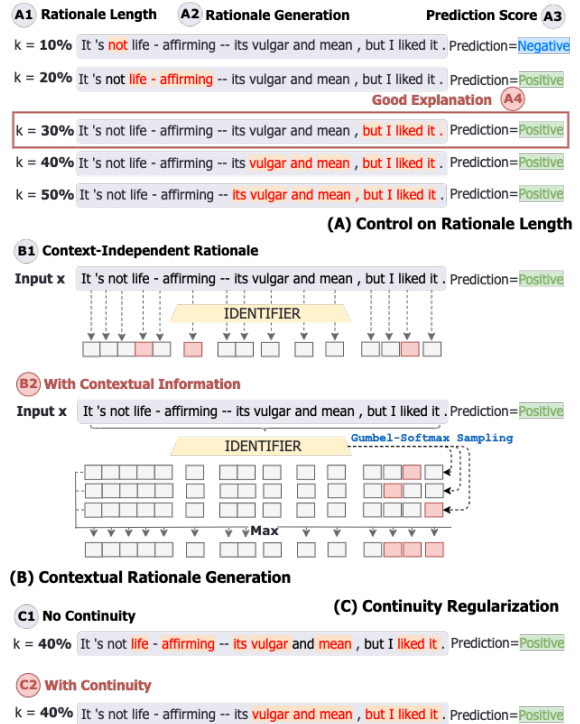 A1 Rationale Length A2 Rationale Generation Prediction Score A3
k = 10% It 's not life - affirming -- its vulgar and mean , but I liked it . Prediction=Negative
k = 20% It 's not life - affirming -- its vulgar and mean , but I liked it . Prediction=Positive
Good Explanation A4
k = 30% It 's not life - affirming -- its vulgar and mean , but I liked it . Prediction=Positive
k = 40% It 's not life - affirming -- its vulgar and mean , but I liked it . Prediction=Positive
k = 50% It 's not life - affirming -- its vulgar and mean , but I liked it . Prediction=Positive
(A) Control on Rationale Length
B1 Context-Independent Rationale
Input x It 's not life - affirming -- its vulgar and mean , but I liked it . Prediction=Positive
IDENTIFIER
B2 With Contextual Information
Input x It 's not life - affirming -- its vulgar and mean , but I liked it . Prediction=Positive
IDENTIFIER Gumbel-Softmax Sampling
Max
(B) Contextual Rationale Generation
(C) Continuity Regularization
C1 No Continuity
k = 40% It 's not life - affirming -- its vulgar and mean , but I liked it . Prediction=Positive
C2 With Continuity
k = 40% It 's not life - affirming -- its vulgar and mean , but I liked it . Prediction=Positive